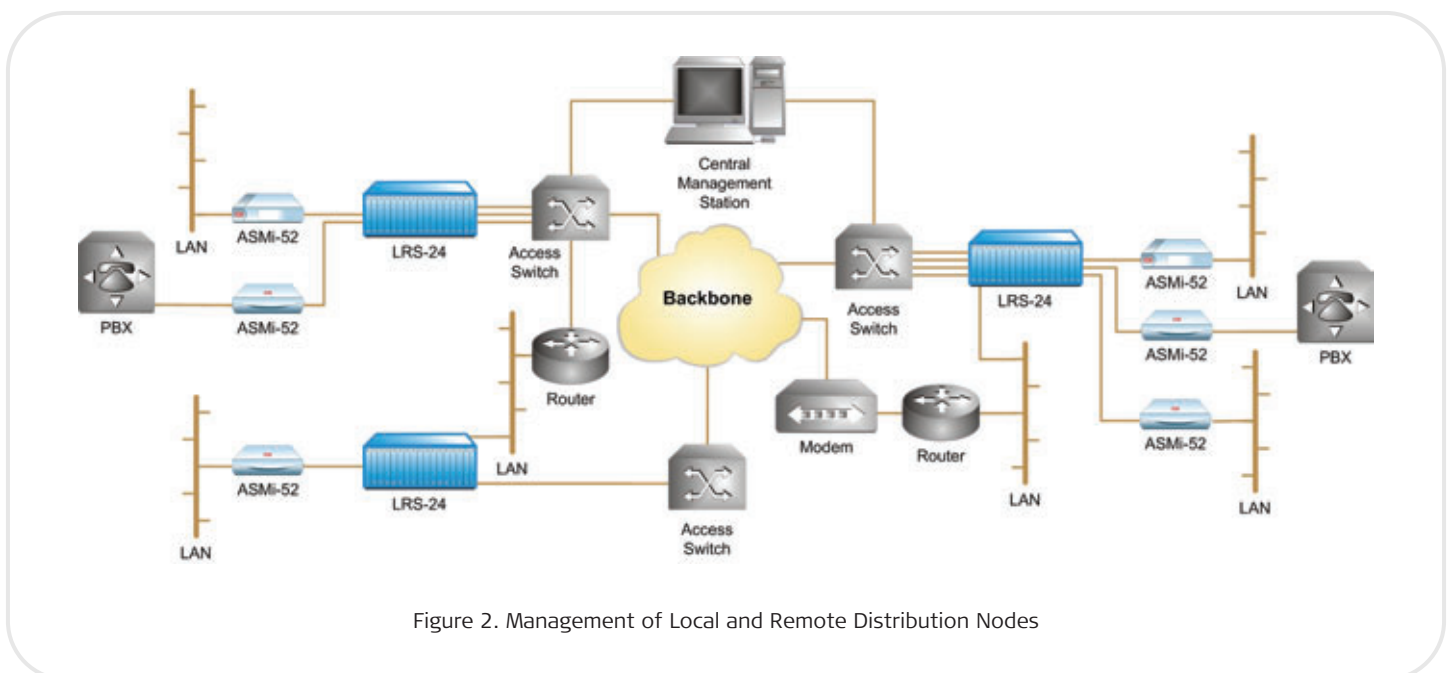 Central
Management
Station
LAN
ASMi-52
LRS-24
Access
Switch
PBX
ASMi-52
Backbone
Access
Switch
LRS-24
ASMi-52
LAN
ASMi-52
PBX
Router
LAN
ASMi-52
LRS-24
LAN
Access
Switch
Modem
Router
LAN
ASMi-52
LAN
Figure 2. Management of Local and Remote Distribution Nodes